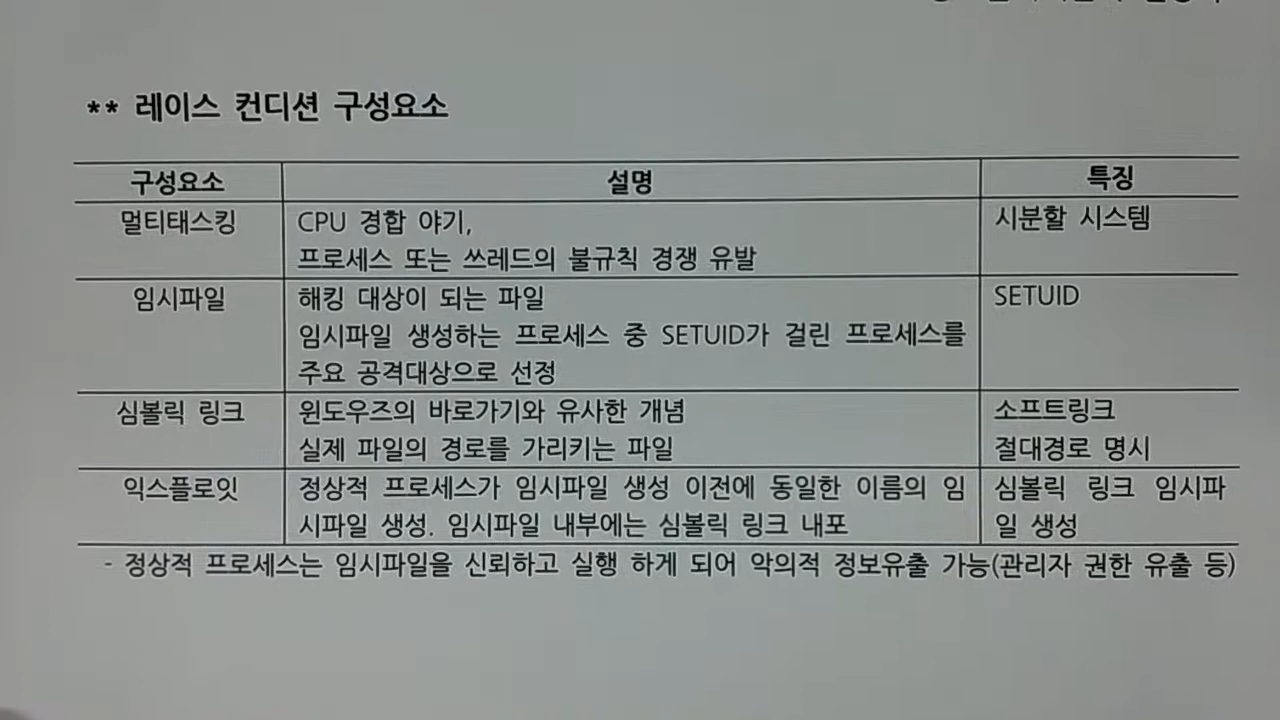 ** 레이스 컨디션 구성요소
구성요소 설명 특징
멀티태스킹 CPU 경합 야기, 시분할 시스템
프로세스 또는 쓰레드의 불규칙 경쟁 유발
임시파일 해킹 대상이 되는 파일 SETUID
임시파일 생성하는 프로세스 중 SETUID가 걸린 프로세스를
주요 공격대상으로 선정
심볼릭 링크 윈도우즈의 바로가기와 유사한 개념 소프트링크
실제 파일의 경로를 가리키는 파일 절대경로 명시
익스플로잇 정상적 프로세스가 임시파일 생성 이전에 동일한 이름의 임 심볼릭 링크 임시파
시파일 생성. 임시파일 내부에는 심볼릭 링크 내포 일 생성
- 정상적 프로세스는 임시파일을 신뢰하고 실행 하게 되어 악의적 정보유출 가능(관리자 권한 유출 등)